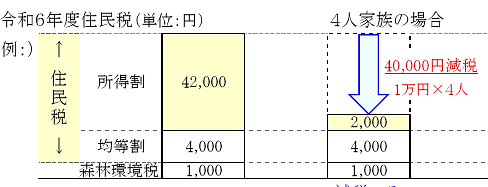 令和6年度住民税(単位:円)　４人家族の場合
例:)
↑
住民税
↓
所得割　42,000
40,000円減税
1万円×4人
2,000
均等割　4,000　4,000
森林環境税　1,000　1,000